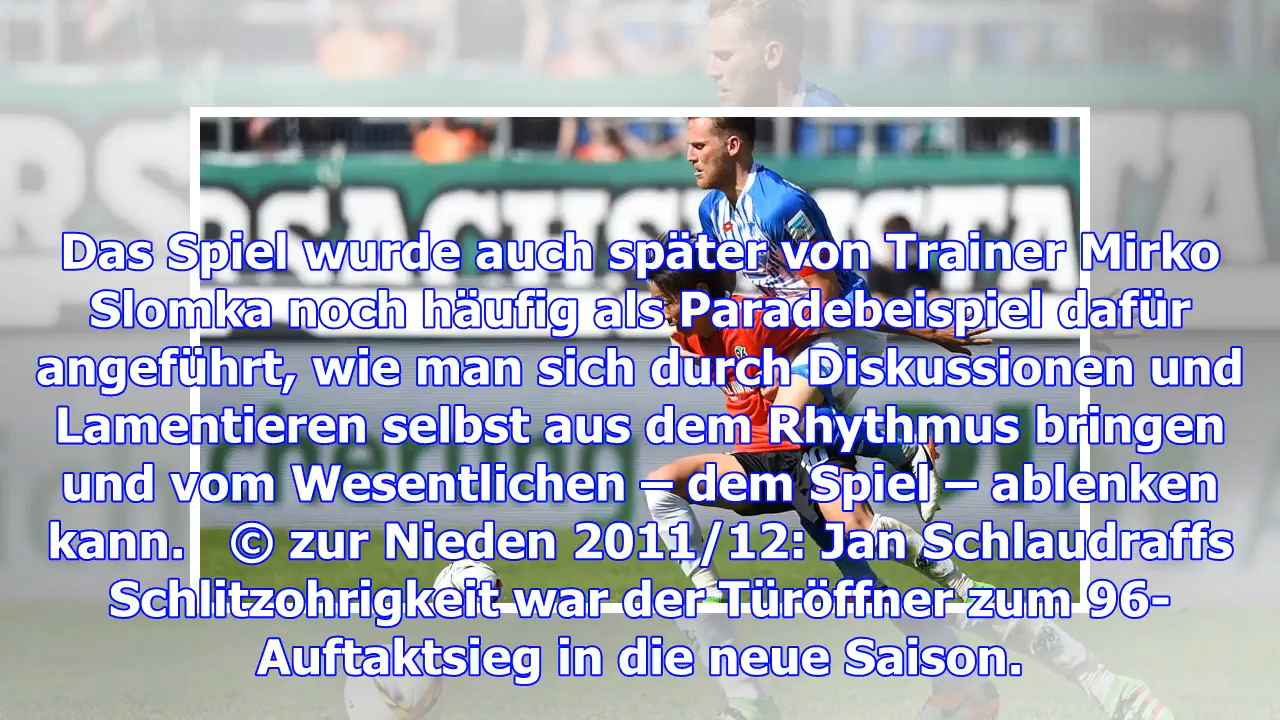 RSACHSENSTA
Das Spiel wurde auch später von Trainer Mirko
Slomka noch häufig als Paradebeispiel dafür
angeführt, wie man sich durch Diskussionen und
Lamentieren selbst aus dem Rhythmus bringen
und vom Wesentlichen – dem Spiel – ablenken
kann. © zur Nieden 2011/12: Jan Schlaudraffs
Schlitzohrigkeit war der Türöffner zum 96-
Auftaktsieg in die neue Saison.